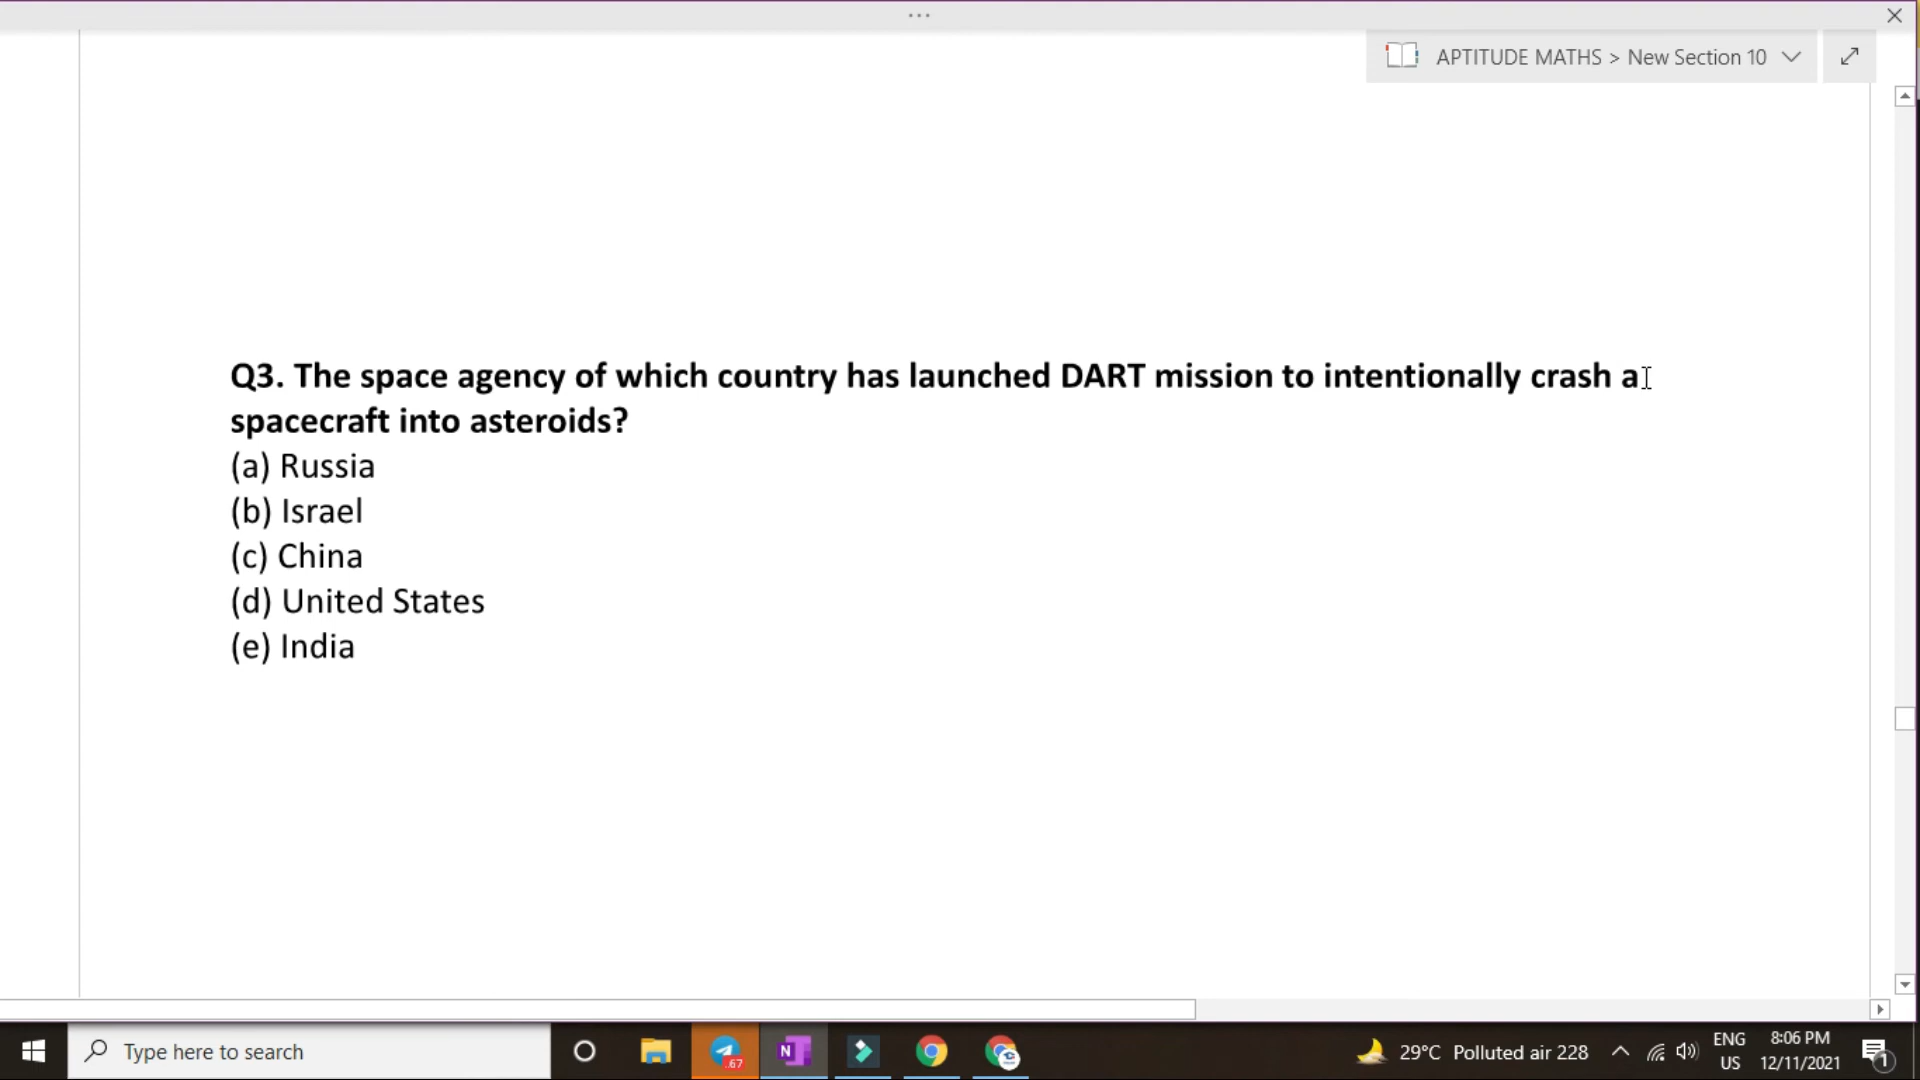 APTITUDE MATHS > New Section 10
Q3. The space agency of which country has launched DART mission to intentionally crash a
spacecraft into asteroids?
(a) Russia
(b) Israel
(c) China
(d) United States
(e) India
Type here to search
67
N
29°C Polluted air 228
ENG
US
8:06 PM
12/11/2021
1